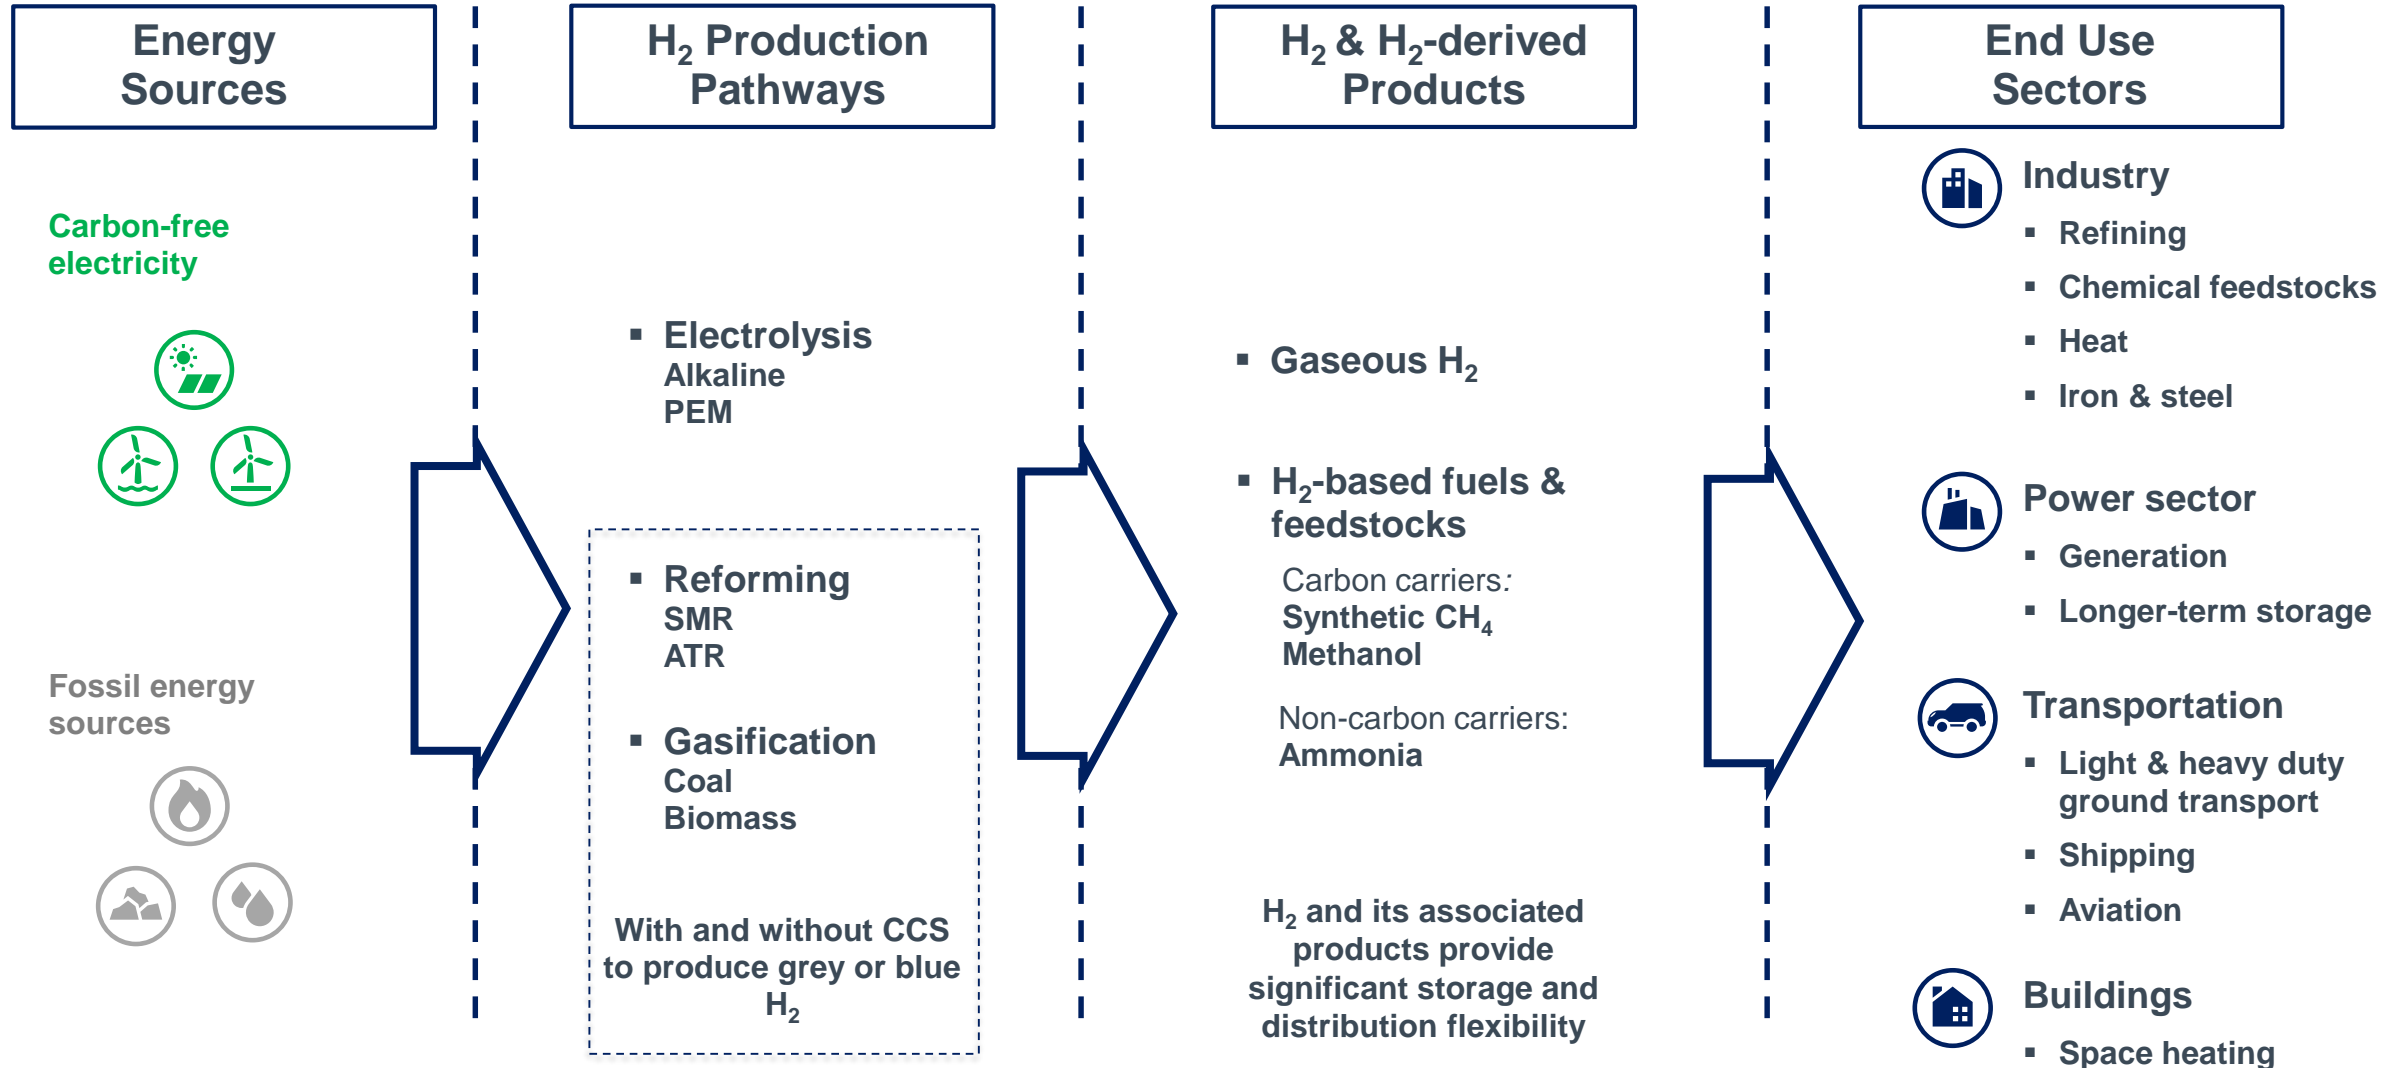 Energy
Sources
Carbon-free
electricity
Fossil energy
sources
H₂ Production
Pathways
▪ Electrolysis
Alkaline
PEM
▪ Reforming
SMR
ATR
▪ Gasification
Coal
Biomass
With and without CCS
to produce grey or blue
H₂
H₂ & H₂-derived
Products
▪ Gaseous H₂
▪ H₂-based fuels &
feedstocks
Carbon carriers:
Synthetic CH₄
Methanol
Non-carbon carriers:
Ammonia
H₂ and its associated
products provide
significant storage and
distribution flexibility
End Use
Sectors
Industry
▪ Refining
▪ Chemical feedstocks
▪ Heat
▪ Iron & steel
Power sector
▪ Generation
▪ Longer-term storage
Transportation
▪ Light & heavy duty
ground transport
▪ Shipping
▪ Aviation
Buildings
▪ Space heating